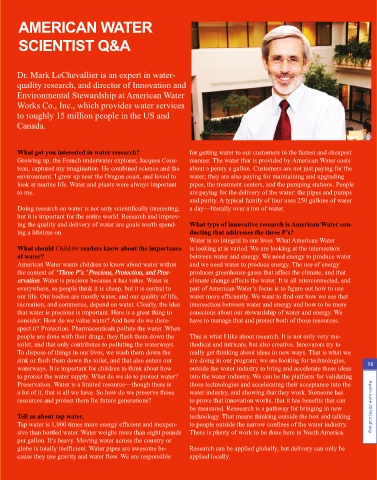 AMERICAN WATER
SCIENTIST Q&A
Dr. Mark LeChevallier is an expert in water-
quality research, and director of Innovation and
Environmental Stewardship at American Water
Works Co., Inc., which provides water services
to roughly 15 million people in the US and
Canada.
What got you interested in water research?
Growing up, the French underwater explorer, Jacques Cous-
teau, captured my imagination. He combined science and the
environment. I grew up near the Oregon coast, and loved to
look at marine life. Water and plants were always important
to me.
Doing research on water is not only scientifically interesting,
but it is important for the entire world. Research and improv-
ing the quality and delivery of water are goals worth spend-
ing a lifetime on.
What should ChildArt readers know about the importance
of water?
American Water wants children to know about water within
the context of "Three P's." Precious, Protection, and Pres-
ervation. Water is precious because it has value. Water is
everywhere, so people think it is cheap, but it is central to
our life. Our bodies are mostly water, and our quality of life,
recreation, and commerce, depend on water. Clearly, the idea
that water is precious is important. Here is a great thing to
consider: How do we value water? And how do we disre-
spect it? Protection. Pharmaceuticals pollute the water. When
people are done with their drugs, they flush them down the
toilet, and that only contributes to polluting the waterways.
To dispose of things in our lives, we wash them down the
sink or flush them down the toilet, and that also enters our
waterways. It is important for children to think about how
to protect the water supply. What do we do to protect water?
Preservation. Water is a limited resource—though there is
a lot of it, that is all we have. So how do we preserve those
resources and protect them for future generations?
Tell us about tap water.
Tap water is 1,000 times more energy efficient and inexpen-
sive than bottled water. Water weighs more than eight pounds
per gallon. It's heavy. Moving water across the country or
globe is totally inefficient. Water pipes are awesome be-
cause they use gravity and water flow. We are responsible
for getting water to our customers in the fastest and cheapest
manner. The water that is provided by American Water costs
about a penny a gallon. Customers are not just paying for the
water; they are also paying for maintaining and upgrading
pipes, the treatment centers, and the pumping stations. People
are paying for the delivery of the water: the pipes and pumps
and purity. A typical family of four uses 250 gallons of water
a day—literally over a ton of water.
What type of innovative research is American Water con-
ducting that addresses the three P's?
Water is so integral to our lives. What American Water
is looking at is varied. We are looking at the intersection
between water and energy. We need energy to produce water
and we need water to produce energy. The use of energy
produces greenhouse gases that affect the climate, and that
climate change affects the water. It is all interconnected, and
part of American Water's focus is to figure out how to use
water more efficiently. We want to find out how we use that
intersection between water and energy and how to be more
conscious about our stewardship of water and energy. We
have to manage that and protect both of those resources.
This is what I like about research. It is not only very me-
thodical and intricate, but also creative. Innovators try to
really get thinking about ideas in new ways. That is what we
are doing in our program; we are looking for technologies,
outside the water industry to bring and accelerate those ideas
into the water industry. We can be the platform for validating
those technologies and accelerating their acceptance into the
water industry, and showing that they work. Someone has
to prove that innovation works, that it has benefits that can
be measured. Research is a pathway for bringing in new
technology. That means thinking outside the box and talking
to people outside the narrow confines of the water industry.
There is plenty of work to be done here in North America.
Research can be applied globally, but delivery can only be
applied locally.
15